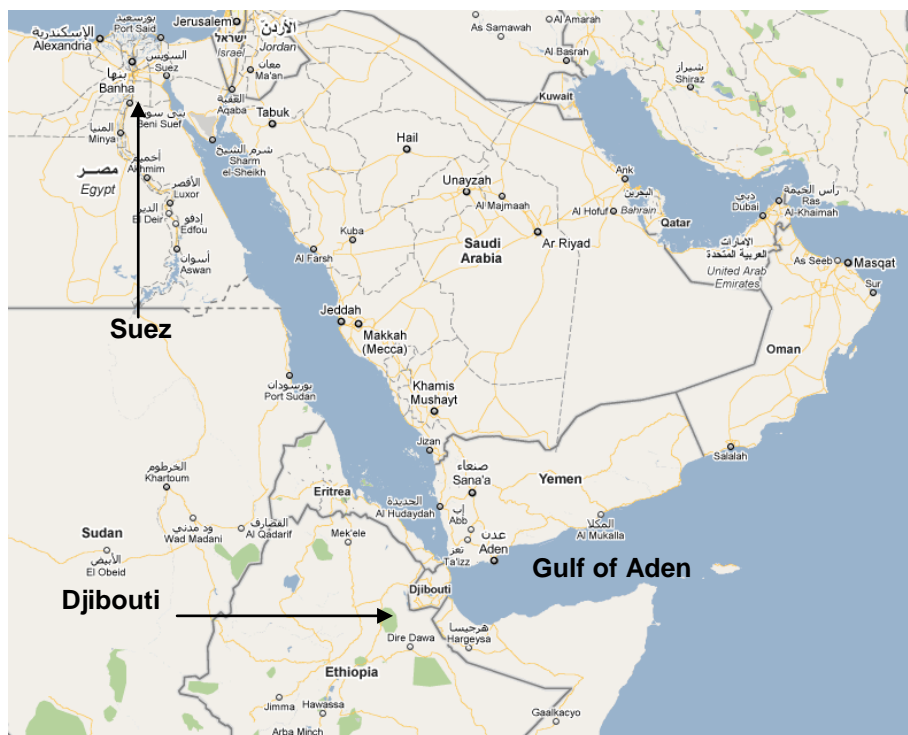 الإسكندرية
Alexandria
بورسعيد
Port Said
Jerusalem
ישראל
Israel
الأردن
Jordan
As Samawah
Al Amarah
Al Basrah
شيراز
Shiraz
السويس
Suez
بنها
Banha
معان
Ma'an
العقبة
Aqaba
Kuwait
Tabuk
بني سويف
Beni Suef
المنيا
Minya
شرم الشيخ
Sharm
el-Sheikh
Hail
أخميم
Akhmim
مصر
Egypt
الأقصر
Luxor
الدير
El Deir
إدفو
Edfou
أسوان
Aswan
Unayzah
Al Majmaah
Ark
البحرين
Bahrain
Al Hofuf
Qatar
دبي
Dubai
رأس الخيمة
Ras
Al-Khaimah
Kuba
Al Farsh
Saudi
Arabia
Ar Riyad
الإمارات
العربية المتحدة
United Arab
Emirates
As Seeb
Masqat
Sur
Suez
Jeddah
Makkah
(Mecca)
Oman
بورسودان
Port Sudan
Khamis
Mushayt
Jizan
Salalah
الخرطوم
Khartoum
Eritrea
الحديدة
Al Hudaydah
صنعاء
Sana'a
Yemen
المكلا
Al Mukalla
Sudan
ود مدني
Wad Madani
القضارف
Al Qadarif
Mek'ele
إب
Abb
تعز
Ta'izz
عدن
Aden
الأبيض
El Obeid
Gulf of Aden
Djibouti
Djibouti
هرجيسا
Hargeysa
Dire Dawa
Ethiopia
Jimma
Hawassa
Gaalkacyo
Arba Minch